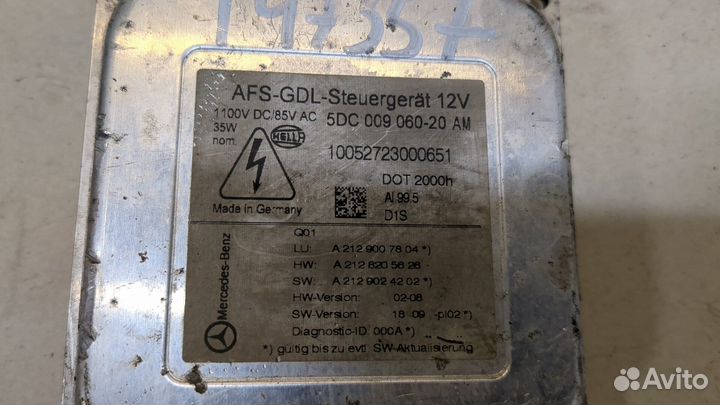 197357
AFS-GDL-Steuergerät 12V
1100V DC/85V AC 5DC 009 060-20 AM
35W
nom.
HELLA
10052723000651
DOT 2000h
Al 99.5
D1S
Made in Germany
Q01
LU: A 212 900 78 04 *)
HW: A 212 820 56 26 -
SW: A 212 902 42 02 *)
HW-Version: 02-08
SW-Version: 18 09 -pl02 *)
Diagnostic-ID: 000A *)
*) gültig bis zu evtl. SW-Aktualisierung
Mercedes-Benz
Avito